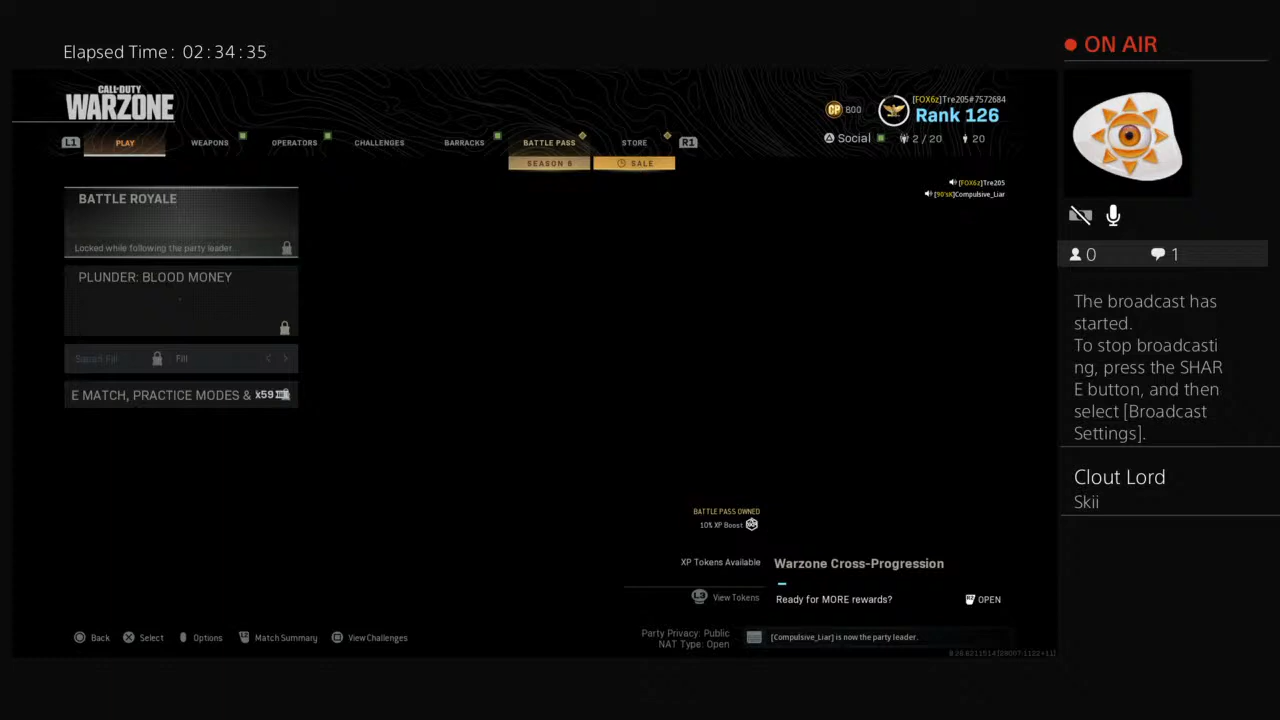 Elapsed Time: 02:34:35
ON AIR
CALL OF DUTY
WARZONE
CP 800
[FOX6z]Tre205#7572684
Rank 126
Social 2 / 20 20
L1 PLAY WEAPONS OPERATORS CHALLENGES BARRACKS BATTLE PASS STORE R1
SEASON 6 SALE
[FOX6z]Tre205
[90'sK]Compulsive_Liar
BATTLE ROYALE
Locked while following the party leader.
PLUNDER: BLOOD MONEY
Squad Fill Fill
E MATCH, PRACTICE MODES & x59
0 1
The broadcast has
started.
To stop broadcasti
ng, press the SHAR
E button, and then
select [Broadcast
Settings].
Clout Lord
Skii
BATTLE PASS OWNED
10% XP Boost
XP Tokens Available
View Tokens
Warzone Cross-Progression
Ready for MORE rewards?
OPEN
Back Select Options Match Summary View Challenges
Party Privacy: Public
NAT Type: Open
[Compulsive_Liar] is now the party leader.